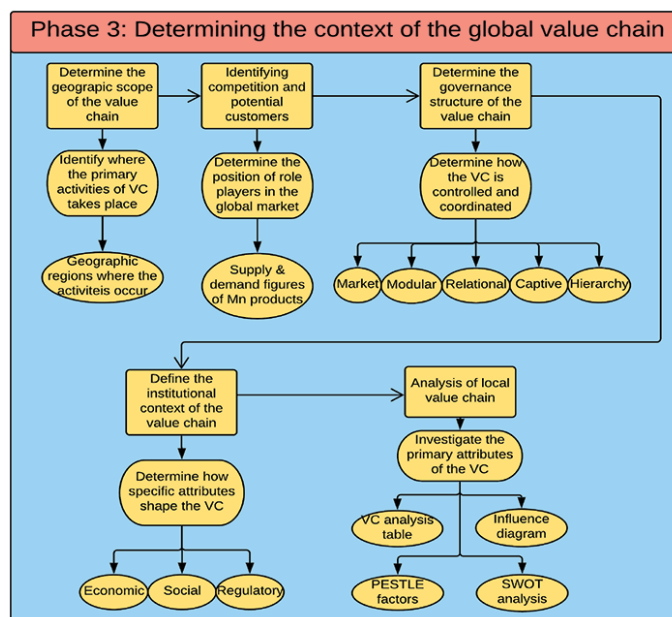 Phase 3: Determining the context of the global value chain
Determine the
geograpic scope
of the value
chain
Identifying
competition and
potential
customers
Determine the
governance
structure of the
value chain
Identify where
the primary
activities of VC
takes place
Determine the
position of role
players in the
global market
Determine how
the VC is
controlled and
coordinated
Geographic
regions where the
activiteis occur
Supply &
demand figures
of Mn products
Market
Modular
Relational
Captive
Hierarchy
Define the
institutional
context of the
value chain
Analysis of local
value chain
Determine how
specific attributes
shape the VC
Investigate the
primary attributes
of the VC
VC analysis
table
Influence
diagram
Economic
Social
Regulatory
PESTLE
factors
SWOT
analysis